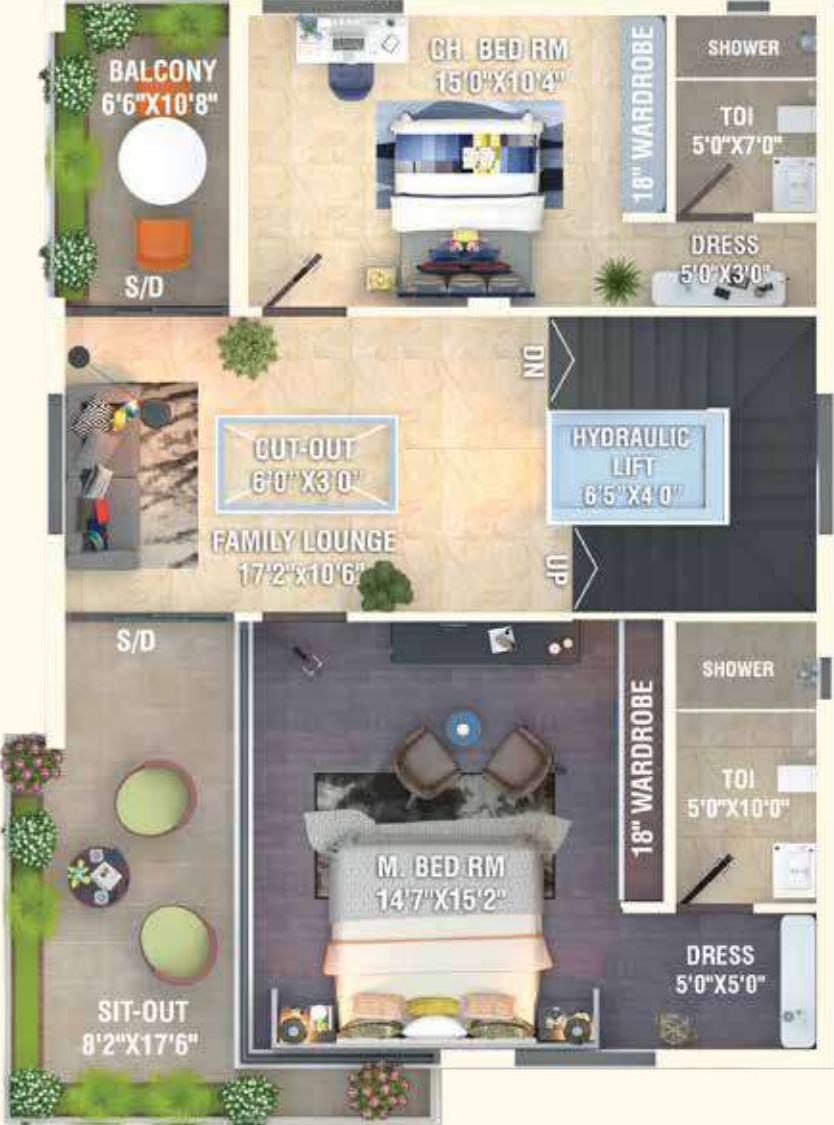 BALCONY
6'6"X10'8"
S/D
CH. BED RM
15'0"X10'4"
18" WARDROBE
SHOWER
TOI
5'0"X7'0"
DRESS
5'0"X3'0"
DN
CUT-OUT
6'0"X3'0"
HYDRAULIC
LIFT
6'5"X4'0"
FAMILY LOUNGE
17'2"x10'6"
UP
S/D
SHOWER
18" WARDROBE
TOI
5'0"X10'0"
M. BED RM
14'7"X15'2"
DRESS
5'0"X5'0"
SIT-OUT
8'2"X17'6"